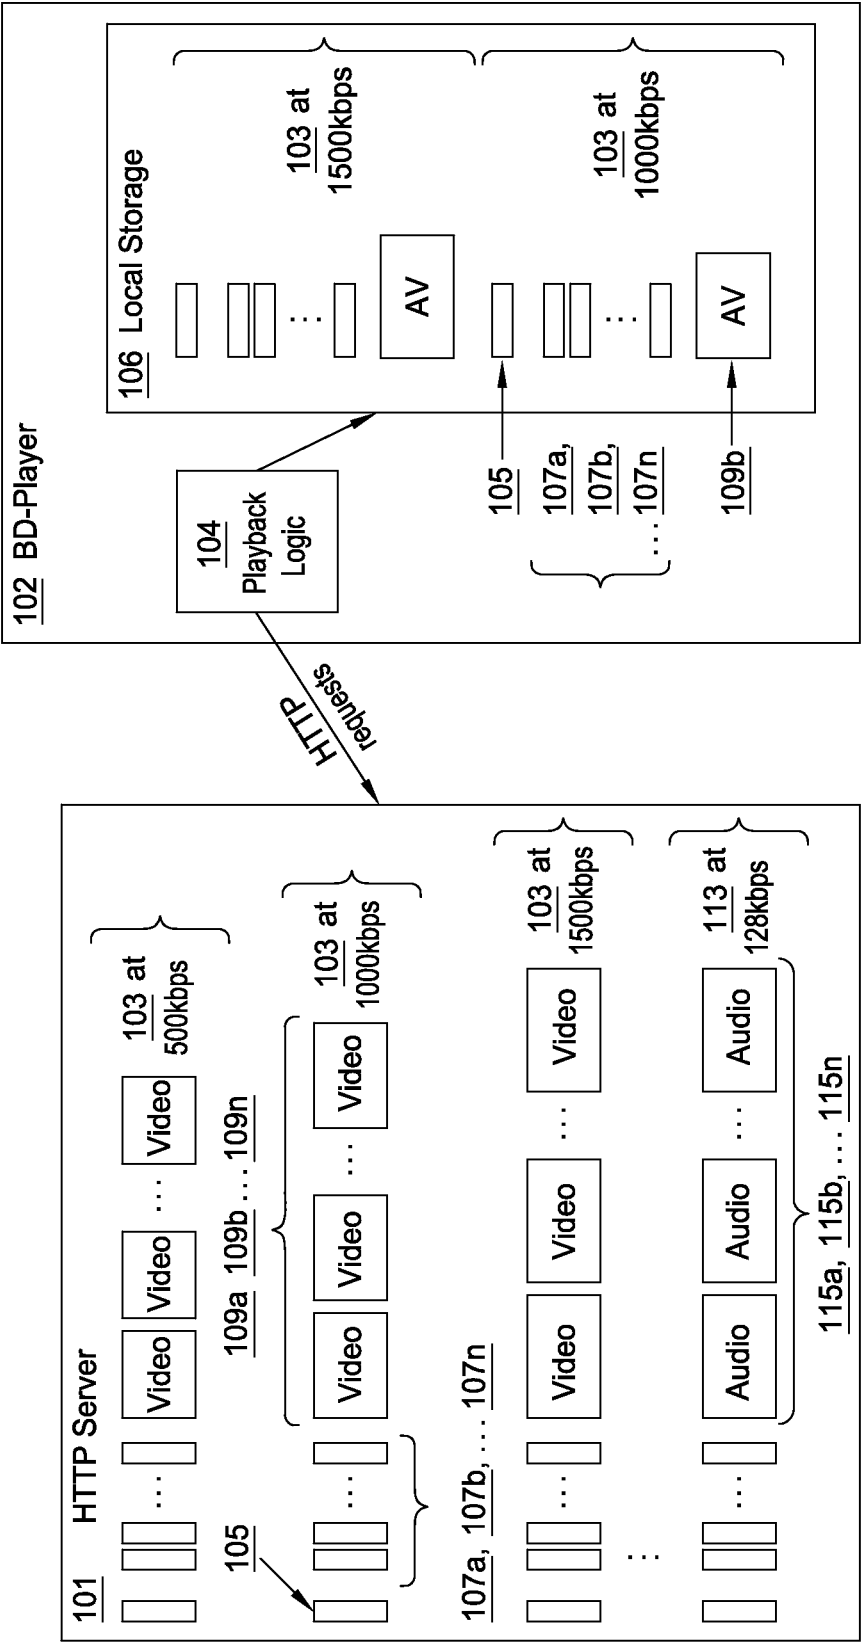 101 HTTP Server
Video
Video
...
Video
103 at
500kbps
105
109a 109b ... 109n
...
Video
Video
...
Video
103 at
1000kbps
107a, 107b, ... 107n
...
Video
Video
...
Video
103 at
1500kbps
...
...
Audio
Audio
...
Audio
113 at
128kbps
...
115a, 115b, ... 115n
HTTP
requests
102 BD-Player
104
Playback
Logic
106 Local Storage
...
AV
103 at
1500kbps
105
107a,
107b,
... 107n
109b
...
AV
103 at
1000kbps